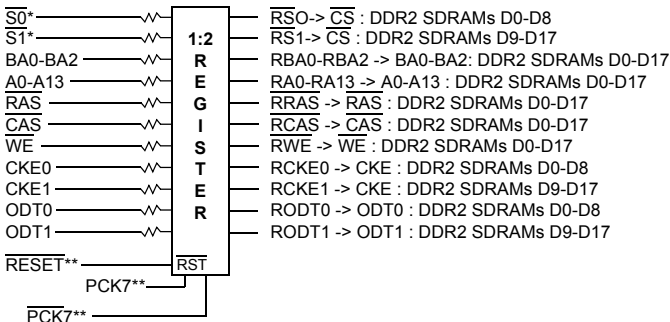 S0* RSO-> CS : DDR2 SDRAMs D0-D8
S1* 1:2 RS1-> CS : DDR2 SDRAMs D9-D17
BA0-BA2 R RBA0-RBA2 -> BA0-BA2: DDR2 SDRAMs D0-D17
A0-A13 E RA0-RA13 -> A0-A13 : DDR2 SDRAMs D0-D17
RAS G RRAS -> RAS : DDR2 SDRAMs D0-D17
CAS I RCAS -> CAS : DDR2 SDRAMs D0-D17
WE S RWE -> WE : DDR2 SDRAMs D0-D17
CKE0 T RCKE0 -> CKE : DDR2 SDRAMs D0-D8
CKE1 E RCKE1 -> CKE : DDR2 SDRAMs D9-D17
ODT0 R RODT0 -> ODT0 : DDR2 SDRAMs D0-D8
ODT1 RODT1 -> ODT1 : DDR2 SDRAMs D9-D17
RESET** RST
PCK7**
PCK7**